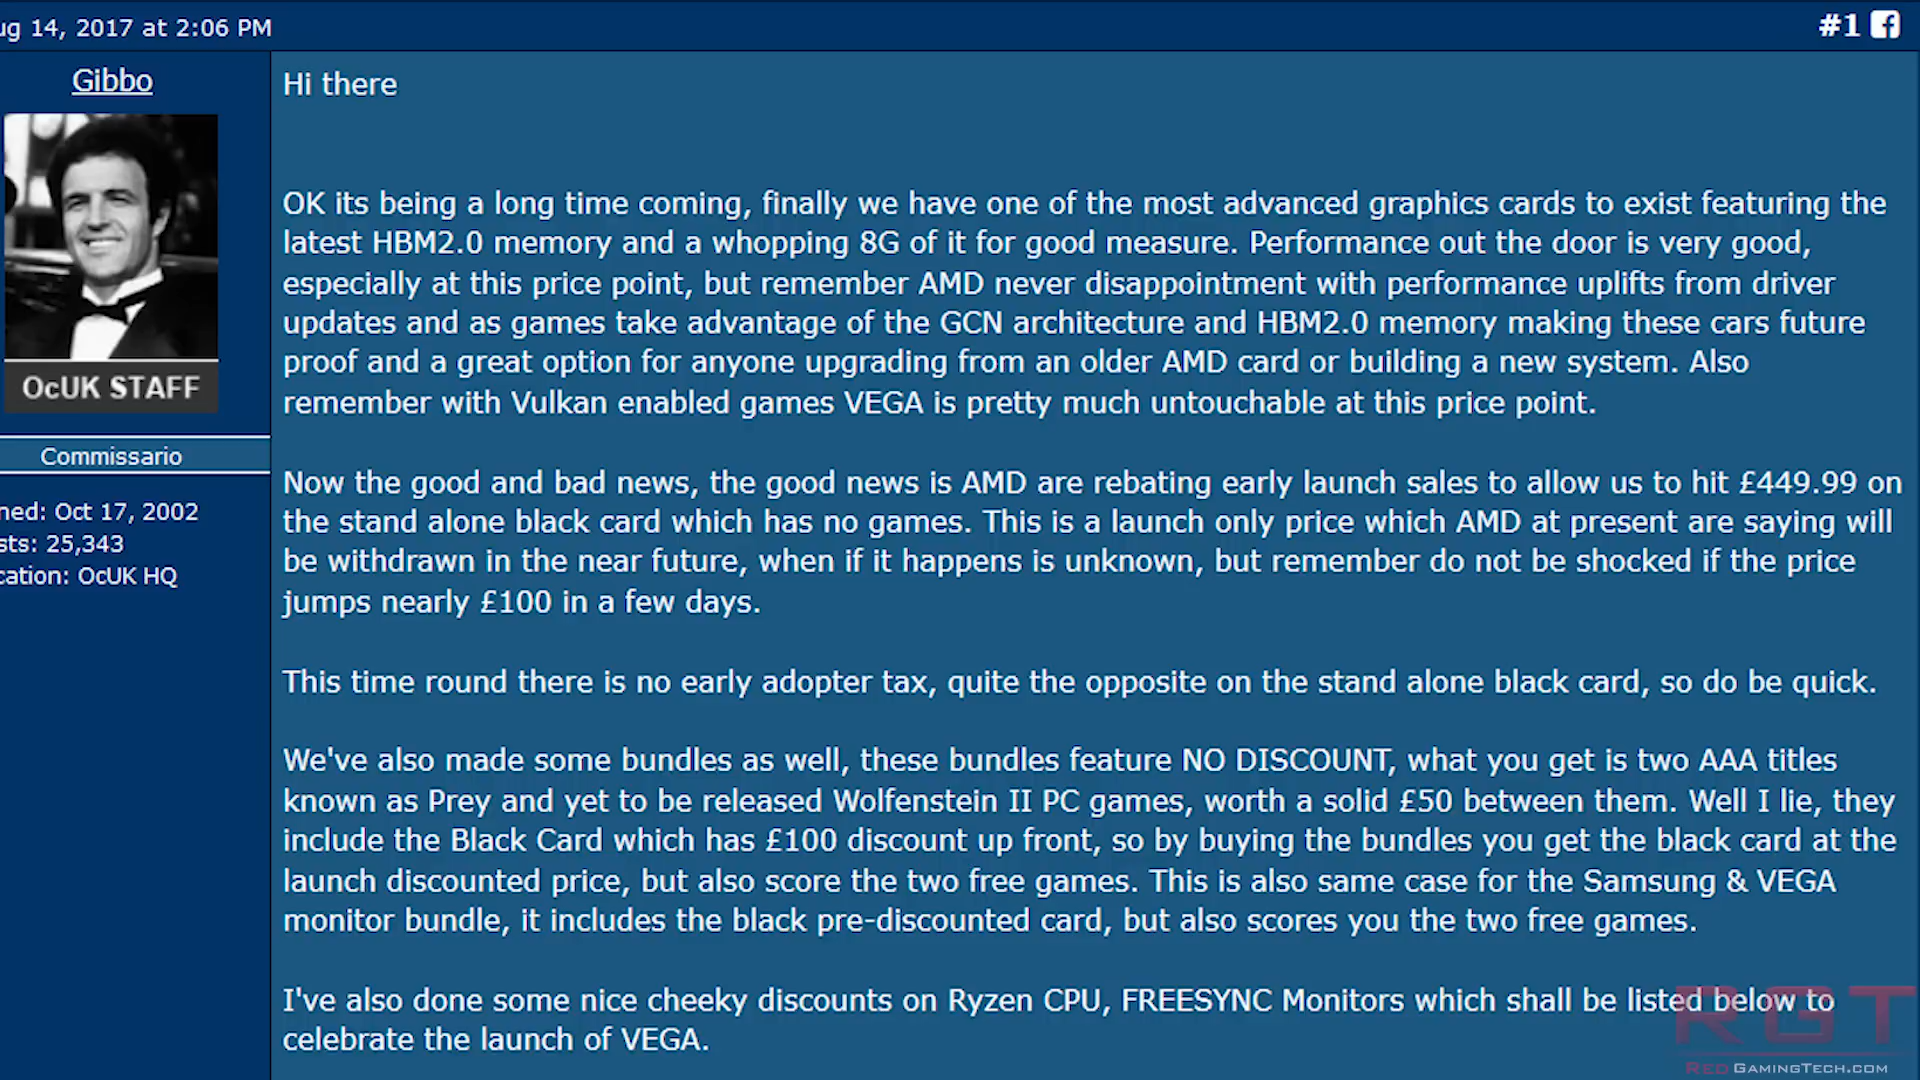 ug 14, 2017 at 2:06 PM
#1
Gibbo
OcUK STAFF
Commissario
ned: Oct 17, 2002
sts: 25,343
cation: OcUK HQ
Hi there
OK its being a long time coming, finally we have one of the most advanced graphics cards to exist featuring the
latest HBM2.0 memory and a whopping 8G of it for good measure. Performance out the door is very good,
especially at this price point, but remember AMD never disappointment with performance uplifts from driver
updates and as games take advantage of the GCN architecture and HBM2.0 memory making these cars future
proof and a great option for anyone upgrading from an older AMD card or building a new system. Also
remember with Vulkan enabled games VEGA is pretty much untouchable at this price point.
Now the good and bad news, the good news is AMD are rebating early launch sales to allow us to hit £449.99 on
the stand alone black card which has no games. This is a launch only price which AMD at present are saying will
be withdrawn in the near future, when if it happens is unknown, but remember do not be shocked if the price
jumps nearly £100 in a few days.
This time round there is no early adopter tax, quite the opposite on the stand alone black card, so do be quick.
We've also made some bundles as well, these bundles feature NO DISCOUNT, what you get is two AAA titles
known as Prey and yet to be released Wolfenstein II PC games, worth a solid £50 between them. Well I lie, they
include the Black Card which has £100 discount up front, so by buying the bundles you get the black card at the
launch discounted price, but also score the two free games. This is also same case for the Samsung & VEGA
monitor bundle, it includes the black pre-discounted card, but also scores you the two free games.
I've also done some nice cheeky discounts on Ryzen CPU, FREESYNC Monitors which shall be listed below to
celebrate the launch of VEGA.
RGT
REDGAMINGTECH.COM